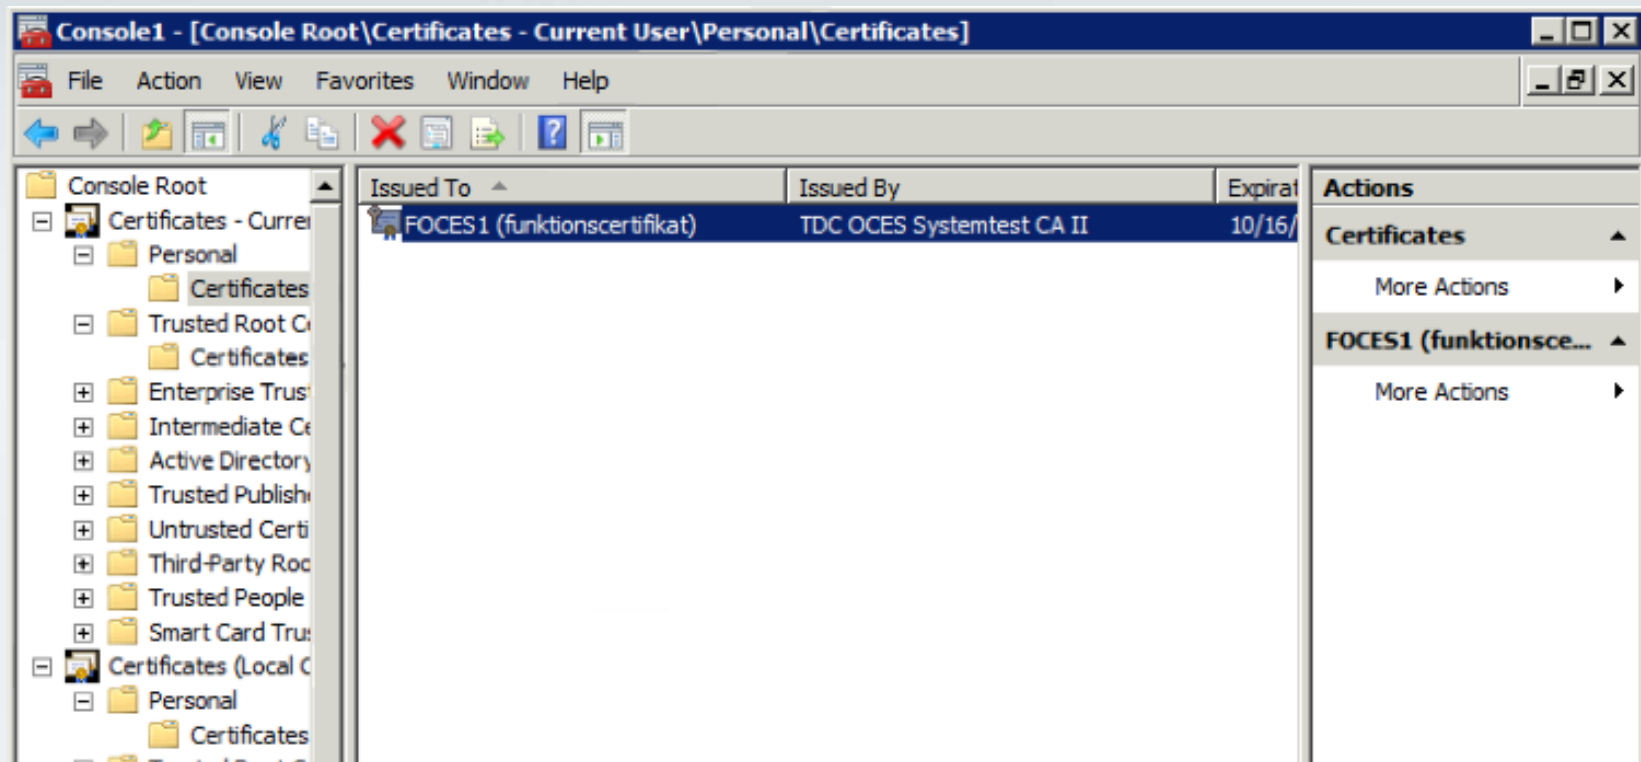 Console1 - [Console Root\Certificates - Current User\Personal\Certificates]
File Action View Favorites Window Help
Console Root
Certificates - Currer
Personal
Certificates
Trusted Root C
Certificates
Enterprise Trus
Intermediate Ce
Active Directory
Trusted Publish
Untrusted Certi
Third-Party Roo
Trusted People
Smart Card Trus
Certificates (Local C
Personal
Certificates
Issued To Issued By Expirat
FOCES1 (funktionscertifikat) TDC OCES Systemtest CA II 10/16/
Actions
Certificates
More Actions
FOCES1 (funktionsce...
More Actions